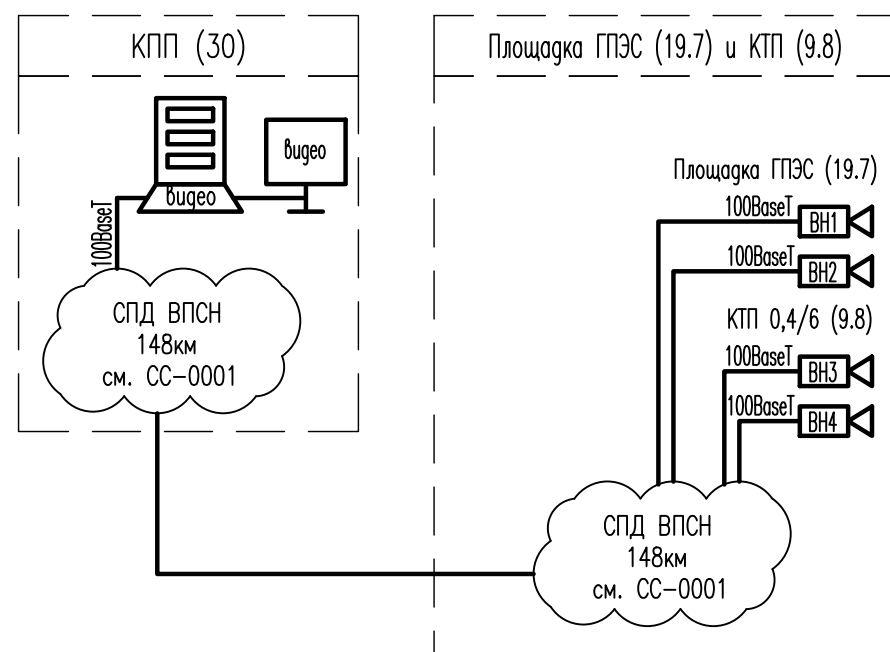 КПП (30)
видео
видео
100BaseT
СПД ВПСН
148км
см. СС-0001
Площадка ГПЭС (19.7) и КТП (9.8)
Площадка ГПЭС (19.7)
100BaseT
ВН1
100BaseT
ВН2
КТП 0,4/6 (9.8)
100BaseT
ВН3
100BaseT
ВН4
СПД ВПСН
148км
см. СС-0001